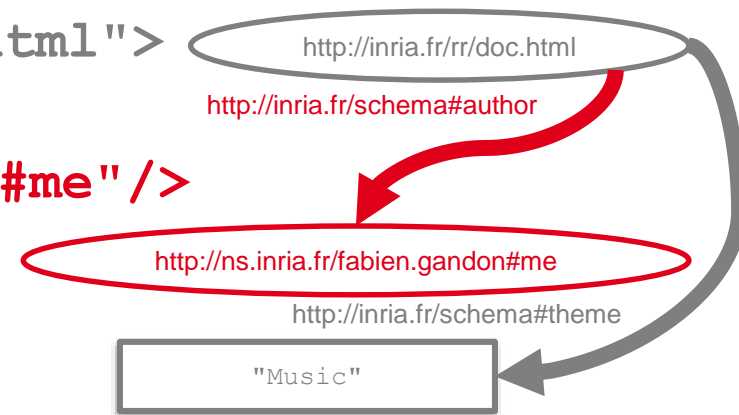 tml">
http://inria.fr/rr/doc.html
http://inria.fr/schema#author
#me"/>
http://ns.inria.fr/fabien.gandon#me
http://inria.fr/schema#theme
"Music"